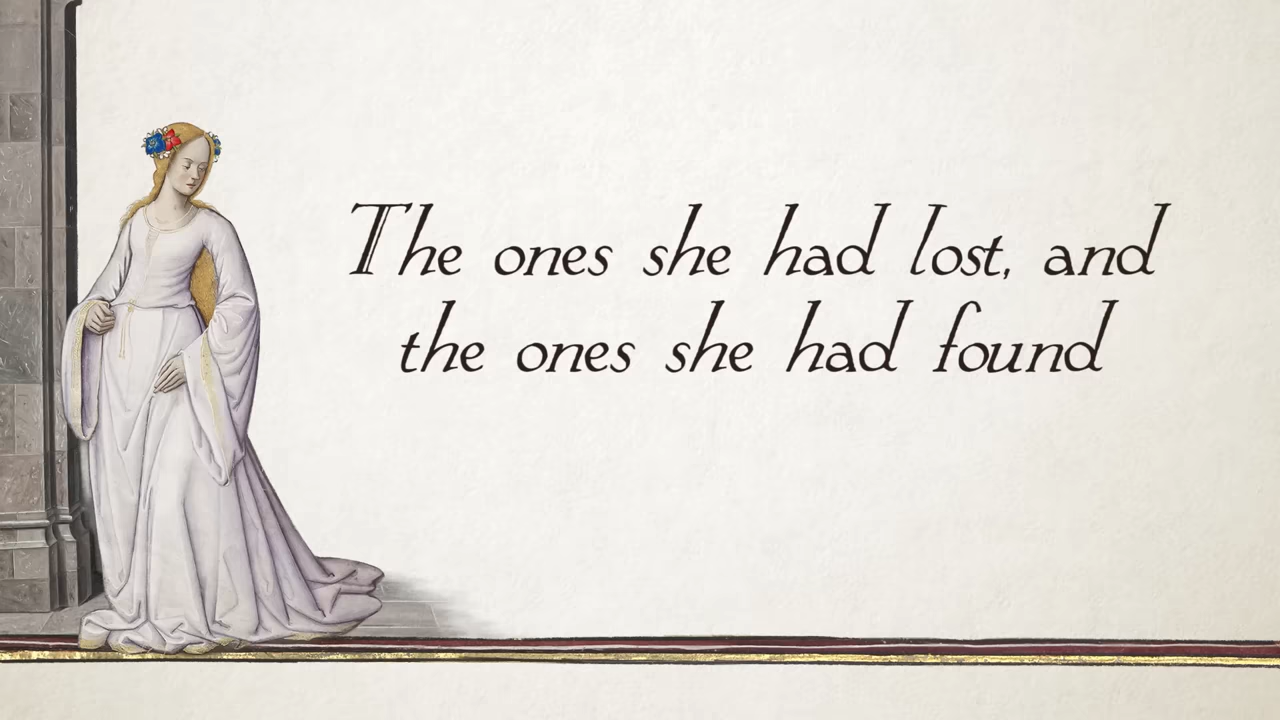 The ones she had lost, and
the ones she had found